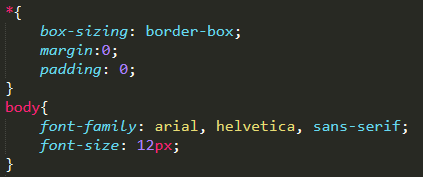 *{
    box-sizing: border-box;
    margin:0;
    padding: 0;
}
body{
    font-family: arial, helvetica, sans-serif;
    font-size: 12px;
}